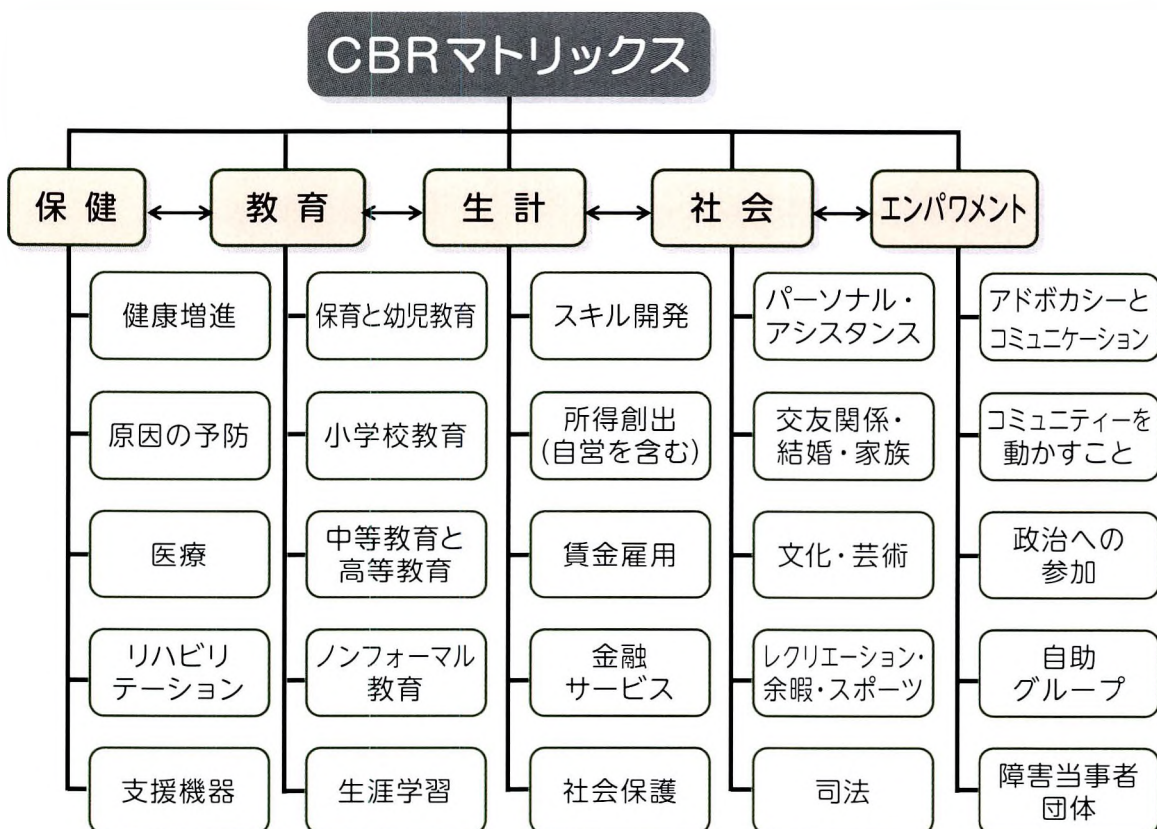 CBRマトリックス
保健
教育
生計
社会
エンパワメント
健康増進
原因の予防
医療
リハビリ
テーション
支援機器
保育と幼児教育
小学校教育
中等教育と
高等教育
ノンフォーマル
教育
生涯学習
スキル開発
所得創出
(自営を含む)
賃金雇用
金融
サービス
社会保護
パーソナル・
アシスタンス
交友関係・
結婚・家族
文化・芸術
レクリエーション・
余暇・スポーツ
司法
アドボカシーと
コミュニケーション
コミュニティーを
動かすこと
政治への
参加
自助
グループ
障害当事者
団体